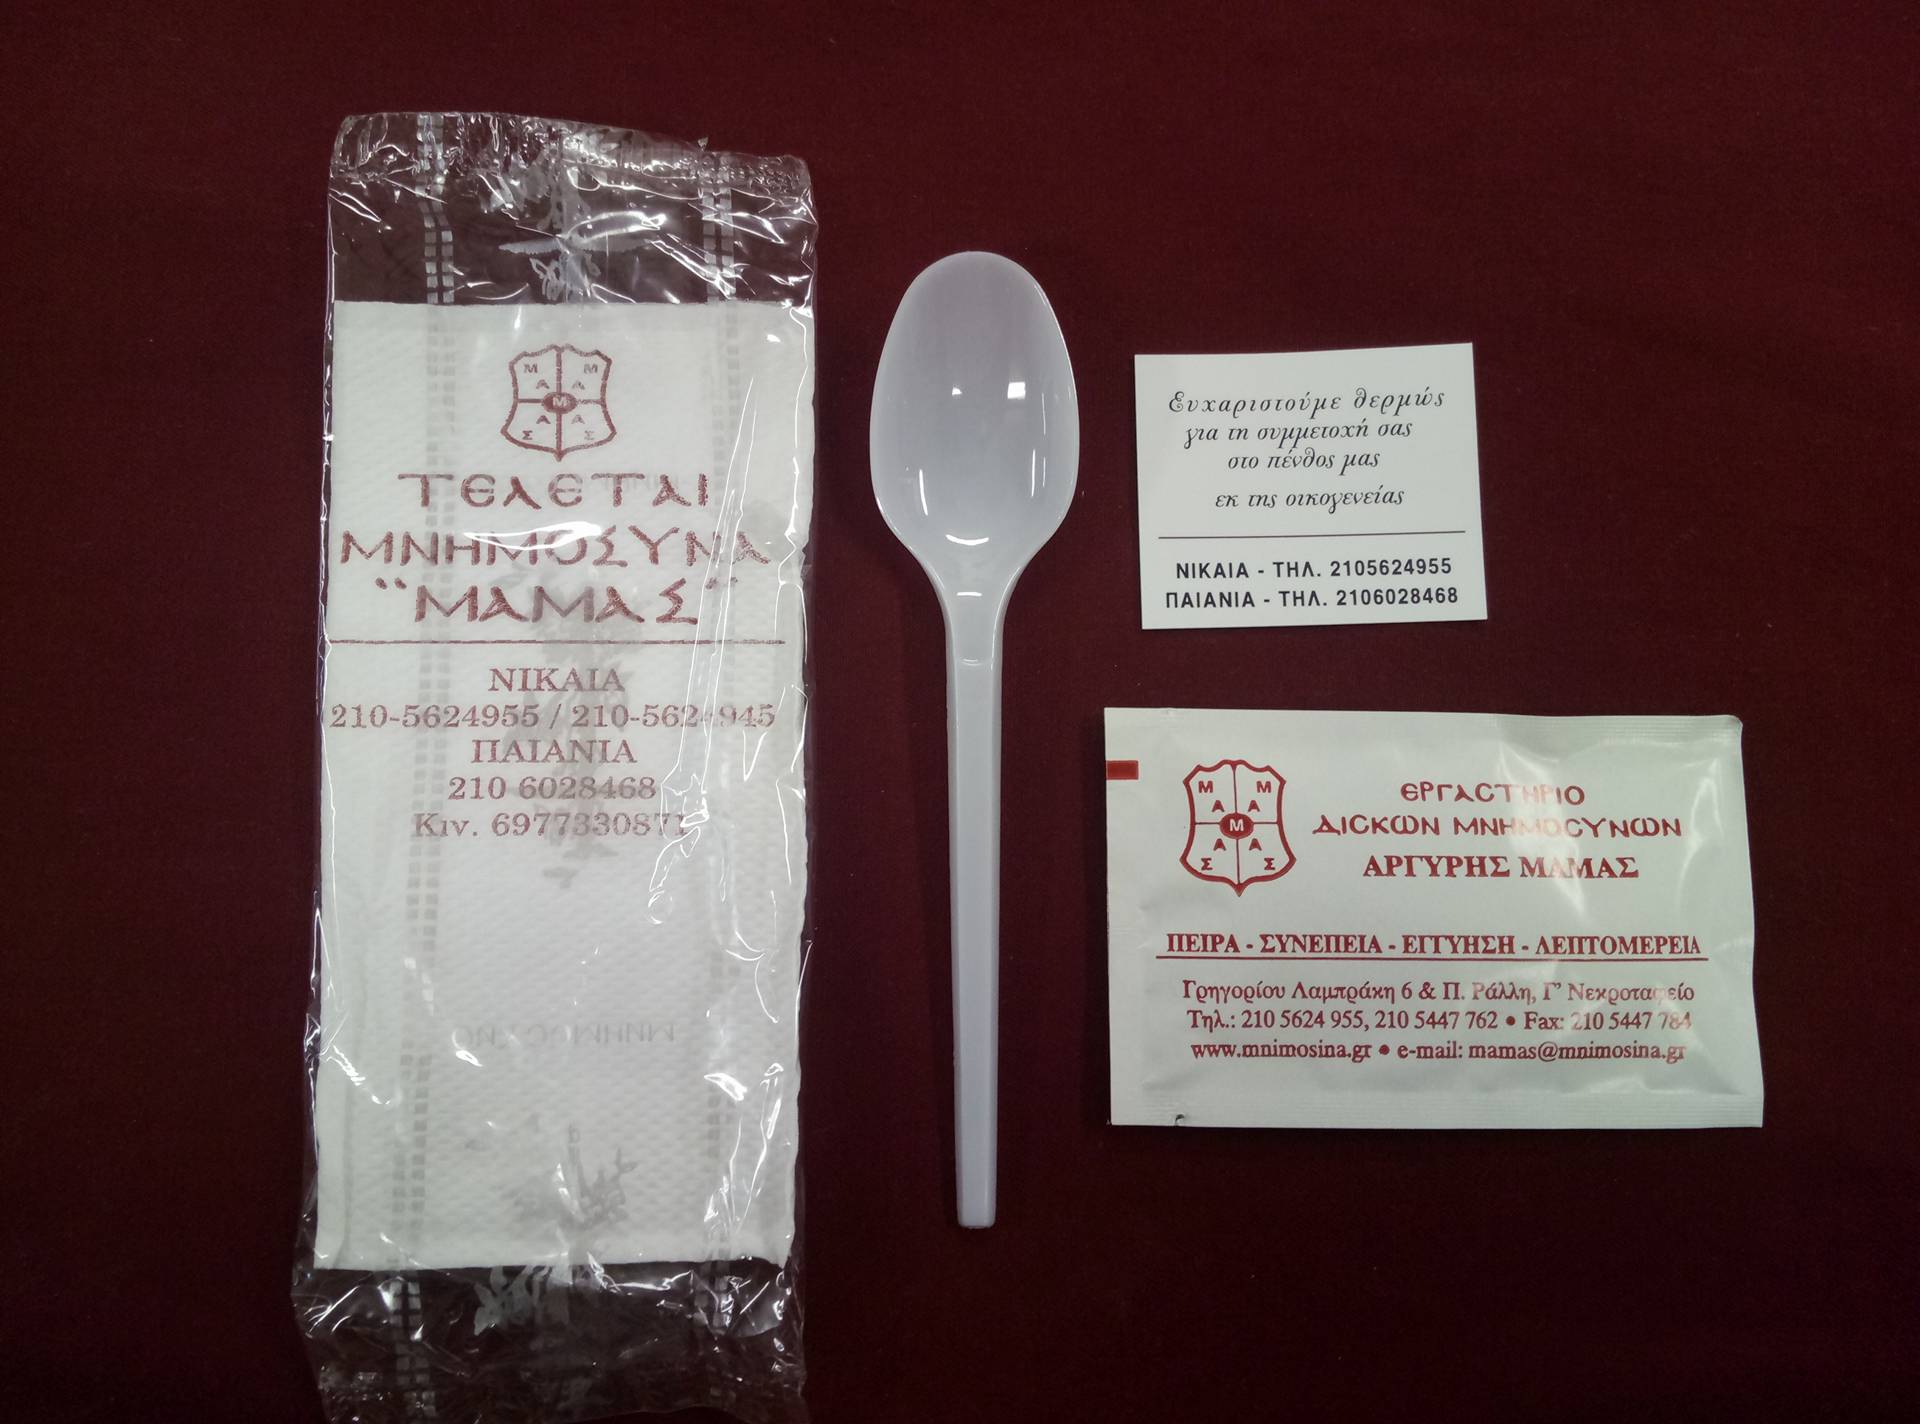 Μ Μ
Α Α
Μ
Α Α
Σ Σ
ΤΕΛΕΤΑΙ
ΜΝΗΜΟΣΥΝΑ
"ΜΑΜΑΣ"
ΝΙΚΑΙΑ
210-5624955 / 210-5624945
ΠΑΙΑΝΙΑ
210 6028468
Κιν. 6977330871
ΜΝΗΜΟΣΥΝΟ
Ευχαριστούμε θερμώς
για τη συμμετοχή σας
στο πένθος μας
εκ της οικογενείας
ΝΙΚΑΙΑ - ΤΗΛ. 2105624955
ΠΑΙΑΝΙΑ - ΤΗΛ. 2106028468
Μ Μ
Α Α
Μ
Α Α
Σ Σ
ΕΡΓΑΣΤΗΡΙΟ
ΔΙΣΚΩΝ ΜΝΗΜΟΣΥΝΩΝ
ΑΡΓΥΡΗΣ ΜΑΜΑΣ
ΠΕΙΡΑ - ΣΥΝΕΠΕΙΑ - ΕΓΓΥΗΣΗ - ΛΕΠΤΟΜΕΡΕΙΑ
Γρηγορίου Λαμπράκη 6 & Π. Ράλλη, Γ' Νεκροταφείο
Τηλ.: 210 5624 955, 210 5447 762 • Fax: 210 5447 784
www.mnimosina.gr • e-mail: mamas@mnimosina.gr